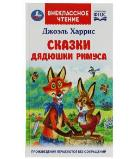 ВНЕКЛАССНОЕ
ЧТЕНИЕ
Джоэль Харрис
СКАЗКИ
ДЯДЮШКИ РИМУСА
ПРОИЗВЕДЕНИЯ ПЕЧАТАЮТСЯ БЕЗ СОКРАЩЕНИЙ